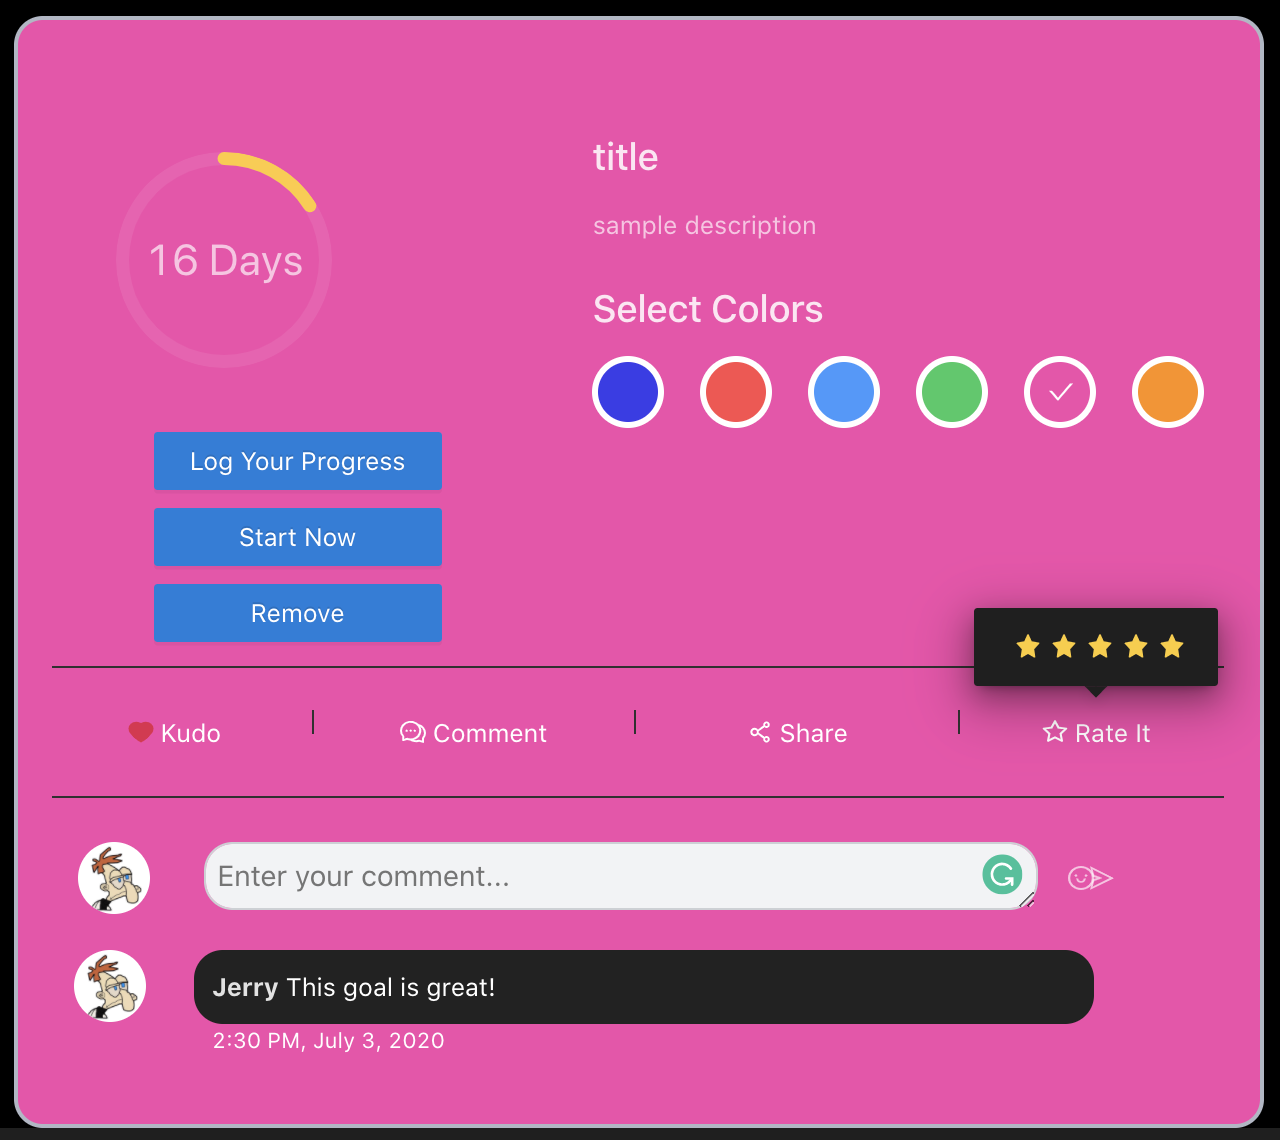 title
sample description
16 Days
Select Colors
Log Your Progress
Start Now
Remove
Kudo
Comment
Share
Rate It
Enter your comment...
Jerry This goal is great!
2:30 PM, July 3, 2020